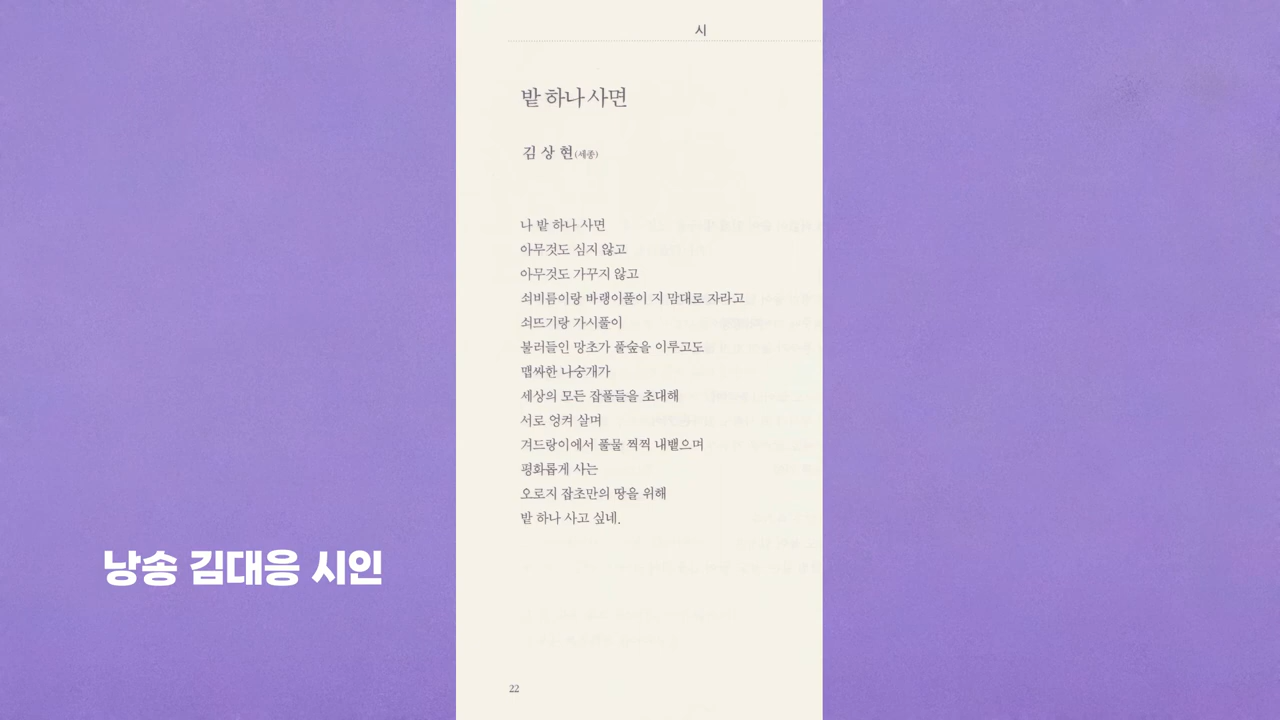 시
밭 하나 사면
김 상 현(세종)
나 밭 하나 사면
아무것도 심지 않고
아무것도 가꾸지 않고
쇠비름이랑 바랭이풀이 지 맘대로 자라고
쇠뜨기랑 가시풀이
불러들인 망초가 풀숲을 이루고도
맵싸한 나숭개가
세상의 모든 잡풀들을 초대해
서로 엉켜 살며
겨드랑이에서 풀물 찍찍 내뱉으며
평화롭게 사는
오로지 잡초만의 땅을 위해
밭 하나 사고 싶네.
낭송 김대응 시인
22